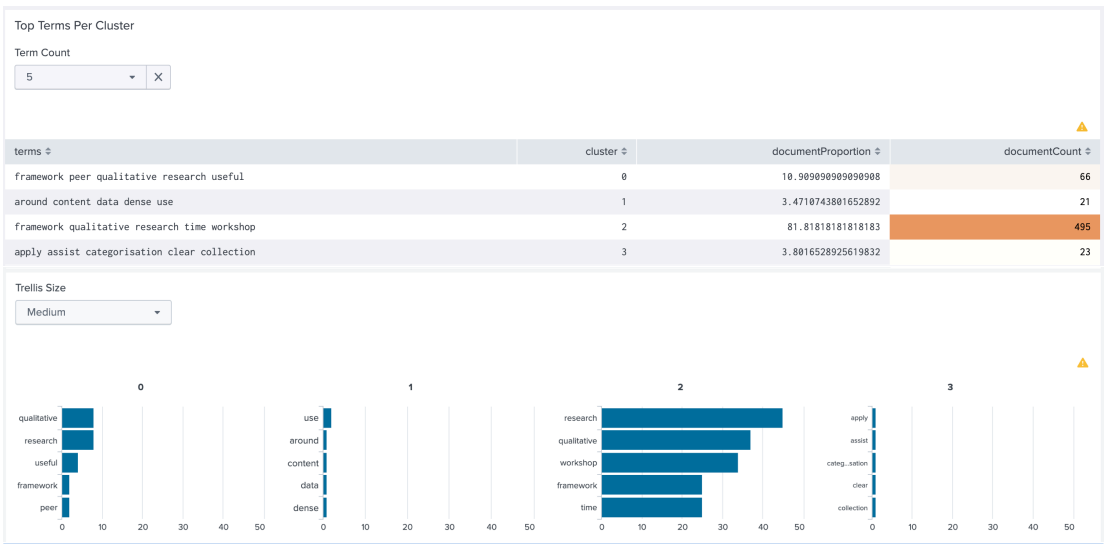 Top Terms Per Cluster
Term Count
5
terms cluster documentProportion documentCount
framework peer qualitative research useful 0 10.909090909090908 66
around content data dense use 1 3.4710743801652892 21
framework qualitative research time workshop 2 81.81818181818183 495
apply assist categorisation clear collection 3 3.8016528925619832 23
Trellis Size
Medium
0
qualitative
research
useful
framework
peer
0 10 20 30 40 50
1
use
around
content
data
dense
0 10 20 30 40 50
2
research
qualitative
workshop
framework
time
0 10 20 30 40 50
3
apply
assist
categ...sation
clear
collection
0 10 20 30 40 50